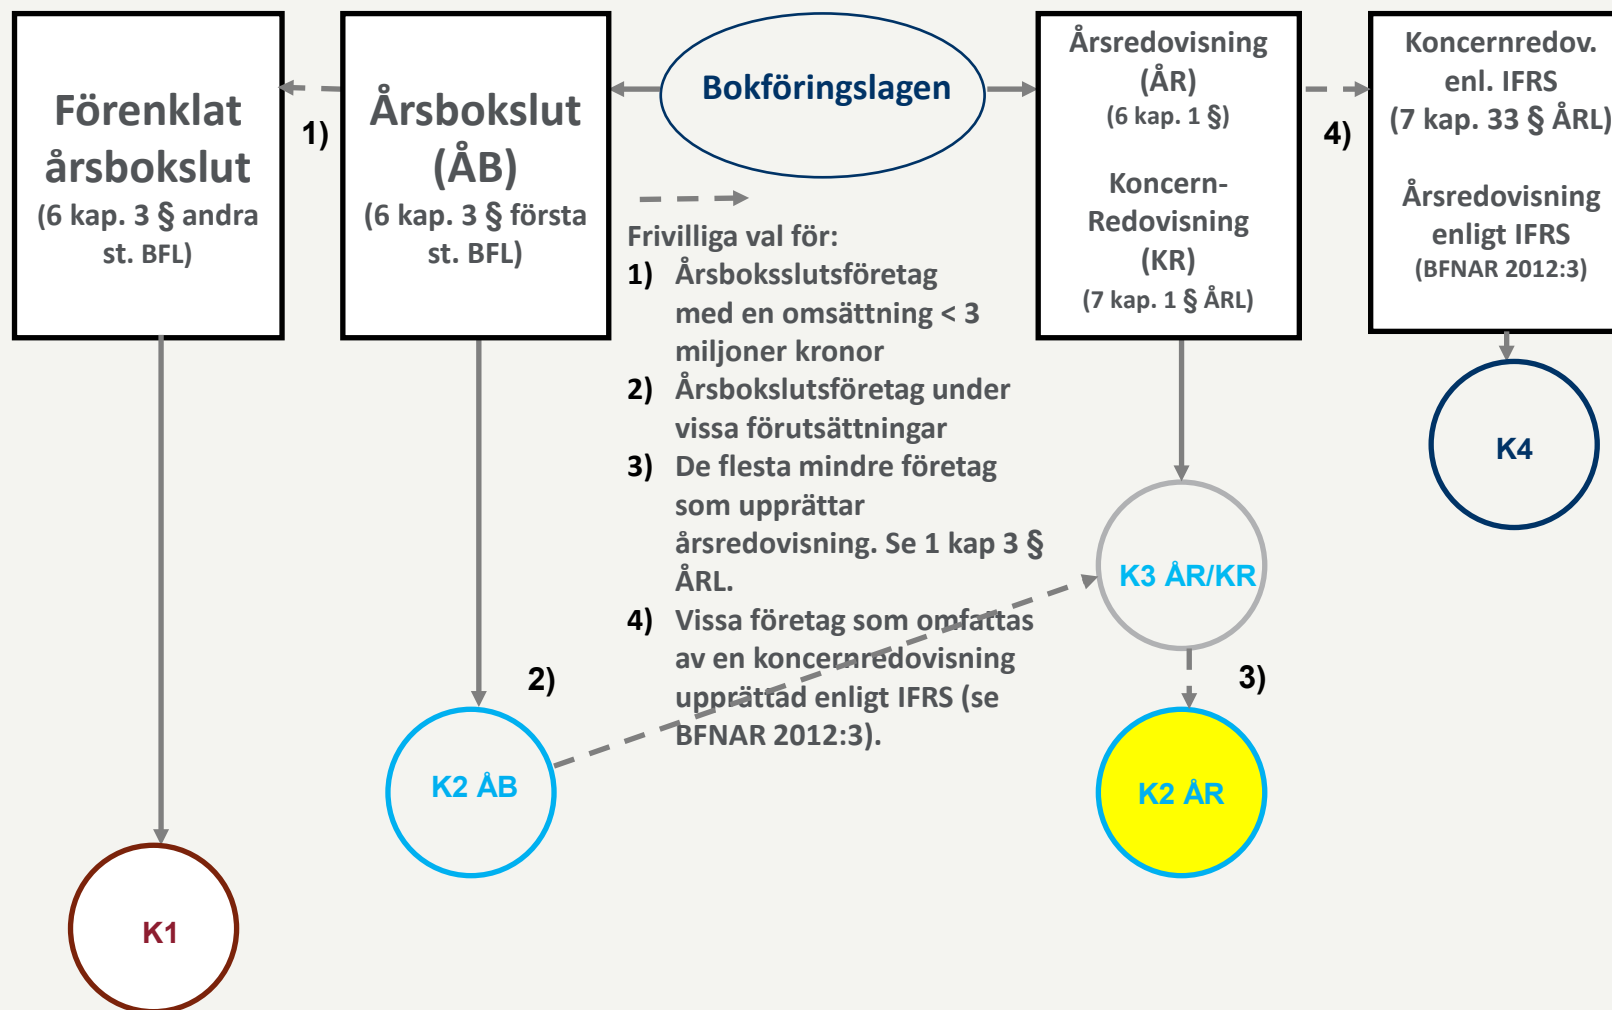 Förenklat
årsbokslut
(6 kap. 3 § andra
st. BFL)
1)
Årsbokslut
(ÅB)
(6 kap. 3 § första
st. BFL)
Bokföringslagen
Årsredovisning
(ÅR)
(6 kap. 1 §)
Koncern-
Redovisning
(KR)
(7 kap. 1 § ÅRL)
4)
Koncernredov.
enl. IFRS
(7 kap. 33 § ÅRL)
Årsredovisning
enligt IFRS
(BFNAR 2012:3)
Frivilliga val för:
1) Årsboksslutsföretag
med en omsättning < 3
miljoner kronor
2) Årsbokslutsföretag under
vissa förutsättningar
3) De flesta mindre företag
som upprättar
årsredovisning. Se 1 kap 3 §
ÅRL.
4) Vissa företag som omfattas
av en koncernredovisning
upprättad enligt IFRS (se
BFNAR 2012:3).
K4
K3 ÅR/KR
2)
3)
K2 ÅB
K2 ÅR
K1